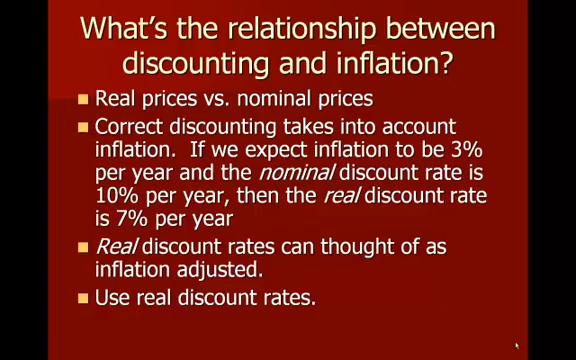 What's the relationship between
discounting and inflation?
Real prices vs. nominal prices
Correct discounting takes into account
inflation.  If we expect inflation to be 3%
per year and the nominal discount rate is
10% per year, then the real discount rate
is 7% per year
Real discount rates can thought of as
inflation adjusted.
Use real discount rates.